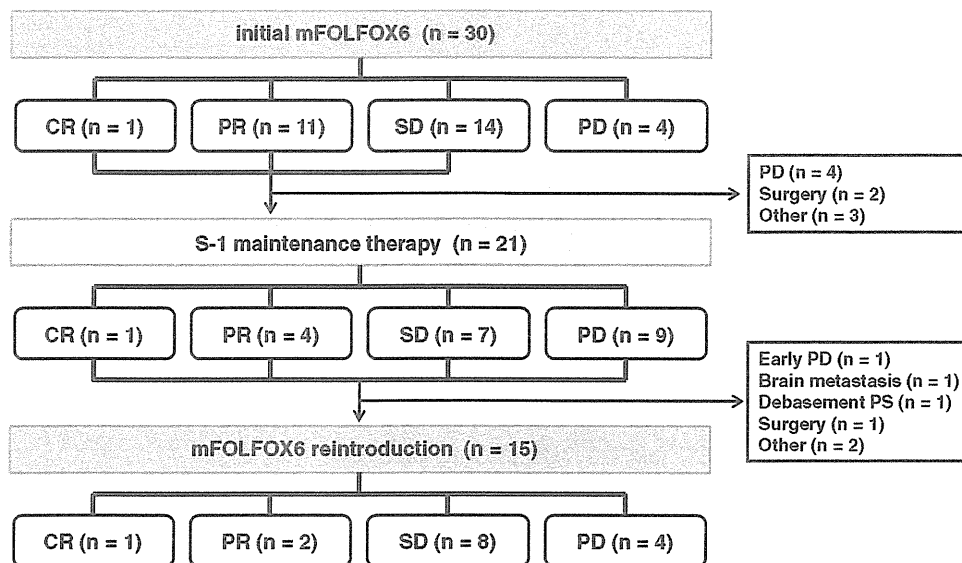 initial mFOLFOX6 (n = 30)
CR (n = 1)
PR (n = 11)
SD (n = 14)
PD (n = 4)
PD (n = 4)
Surgery (n = 2)
Other (n = 3)
S-1 maintenance therapy (n = 21)
CR (n = 1)
PR (n = 4)
SD (n = 7)
PD (n = 9)
Early PD (n = 1)
Brain metastasis (n = 1)
Debasement PS (n = 1)
Surgery (n = 1)
Other (n = 2)
mFOLFOX6 reintroduction (n = 15)
CR (n = 1)
PR (n = 2)
SD (n = 8)
PD (n = 4)